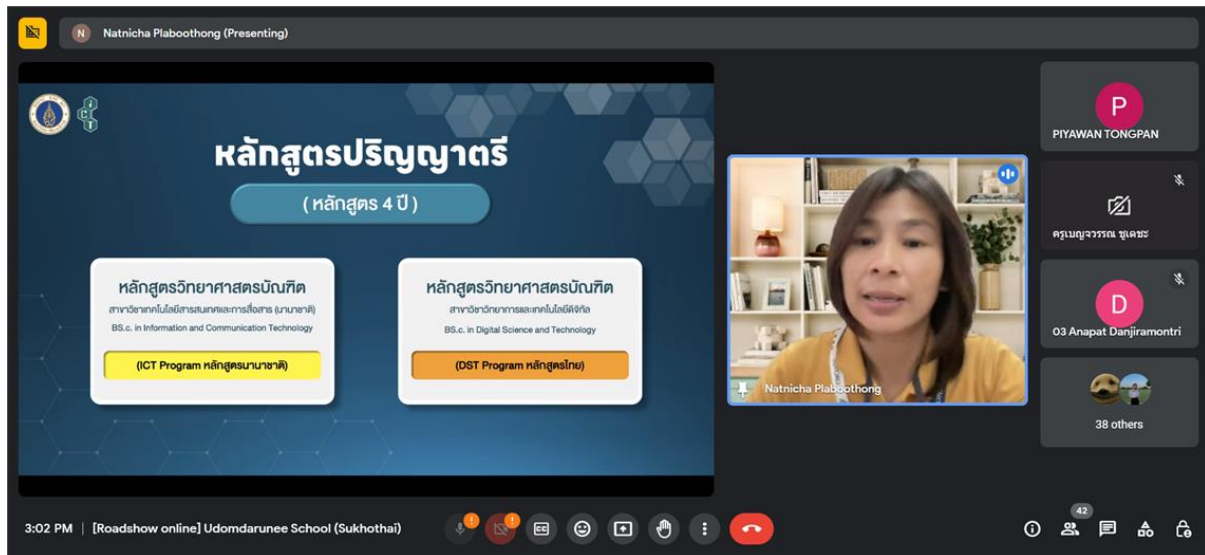 N Natnicha Plaboothong (Presenting)
หลักสูตรปริญญาตรี
( หลักสูตร 4 ปี )
หลักสูตรวิทยาศาสตรบัณฑิต
สาขาวิชาเทคโนโลยีสารสนเทศและการสื่อสาร (นานาชาติ)
BS.c. in Information and Communication Technology
(ICT Program หลักสูตรนานาชาติ)
หลักสูตรวิทยาศาสตรบัณฑิต
สาขาวิชาวิทยาการและเทคโนโลยีดิจิทัล
BS.c. in Digital Science and Technology
(DST Program หลักสูตรไทย)
Natnicha Plaboothong
P
PIYAWAN TONGPAN
ครูเบญจวรรณ ชูเดชะ
D
03 Anapat Danjiramontri
38 others
3:02 PM | [Roadshow online] Udomdarunee School (Sukhothai)
CC
42